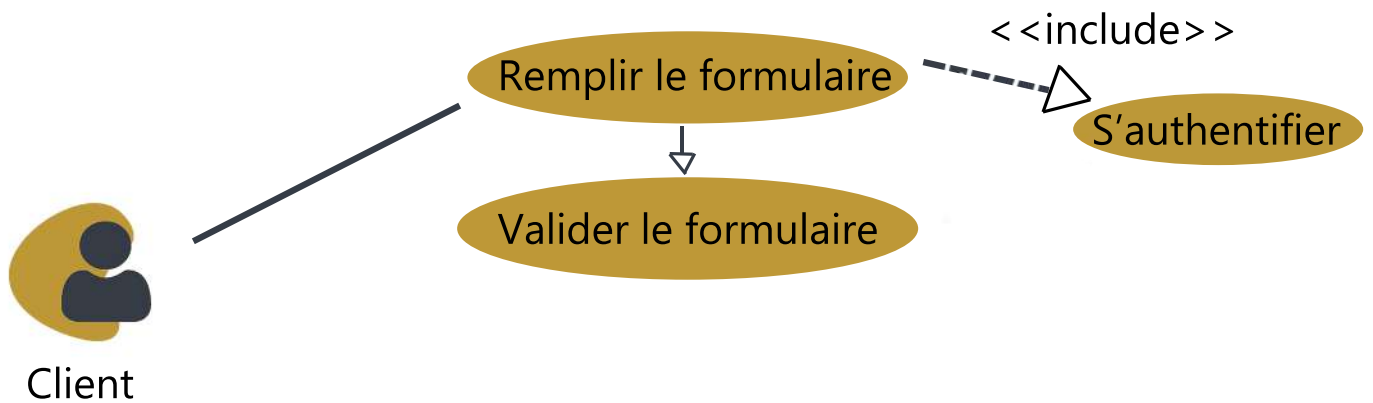 <<include>>
Remplir le formulaire
S’authentifier
Valider le formulaire
Client